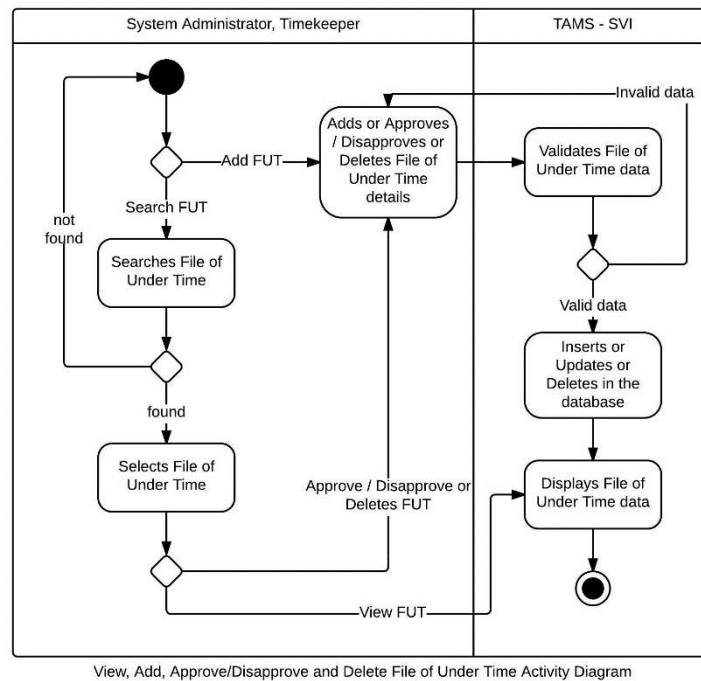 System Administrator, Timekeeper
TAMS - SVI
Invalid data
Adds or Approves
/ Disapproves or
Deletes File of
Under Time
details
Validates File of
Under Time data
Add FUT
Search FUT
not
found
Searches File of
Under Time
Valid data
Inserts or
Updates or
Deletes in the
database
found
Selects File of
Under Time
Approve / Disapprove or
Deletes FUT
Displays File of
Under Time data
View FUT
View, Add, Approve/Disapprove and Delete File of Under Time Activity Diagram